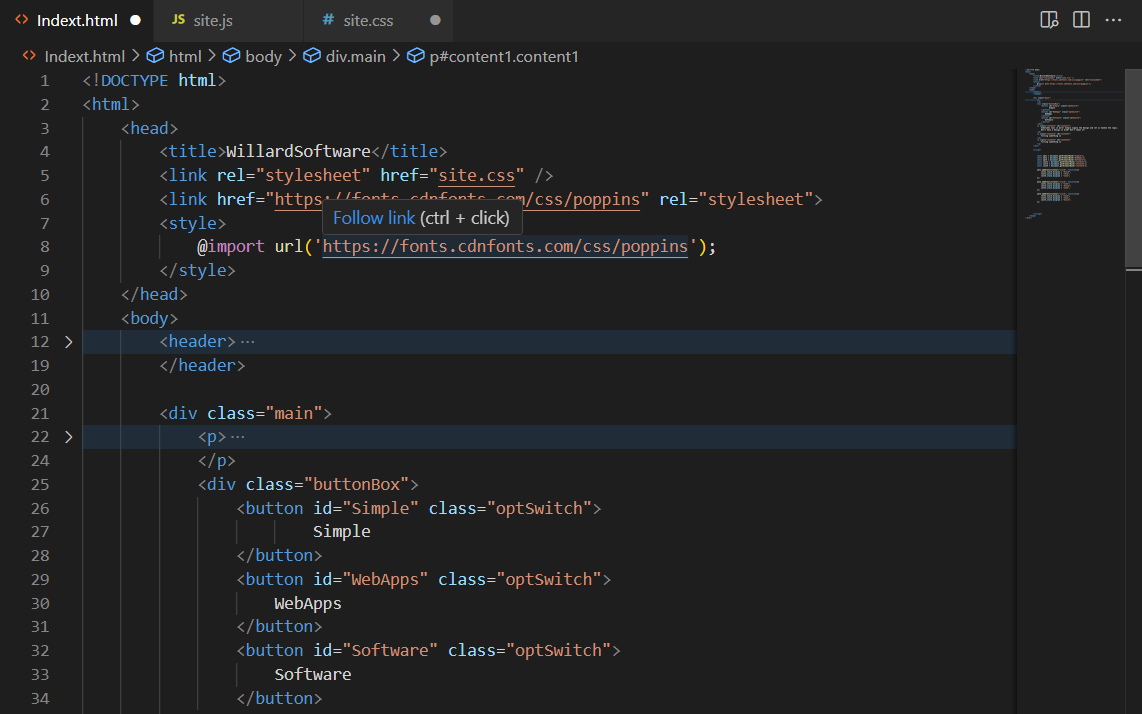 <> Indext.html ● JS site.js # site.css ●
<> Indext.html > html > body > div.main > p#content1.content1
1 <!DOCTYPE html>
2 <html>
3 <head>
4 <title>WillardSoftware</title>
5 <link rel="stylesheet" href="site.css" />
6 <link href="https://fonts.cdnfonts.com/css/poppins" rel="stylesheet">
7 <style>
Follow link (ctrl + click)
8 @import url('https://fonts.cdnfonts.com/css/poppins');
9 </style>
10 </head>
11 <body>
12 > <header>···
19 </header>
20
21 <div class="main">
22 > <p>···
24 </p>
25 <div class="buttonBox">
26 <button id="Simple" class="optSwitch">
27 Simple
28 </button>
29 <button id="WebApps" class="optSwitch">
30 WebApps
31 </button>
32 <button id="Software" class="optSwitch">
33 Software
34 </button>